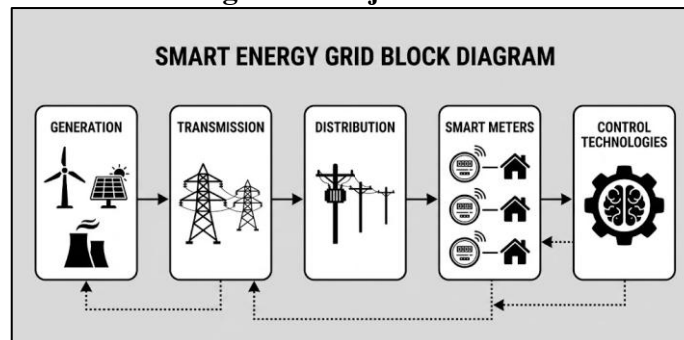 SMART ENERGY GRID BLOCK DIAGRAM
GENERATION
TRANSMISSION
DISTRIBUTION
SMART METERS
CONTROL
TECHNOLOGIES